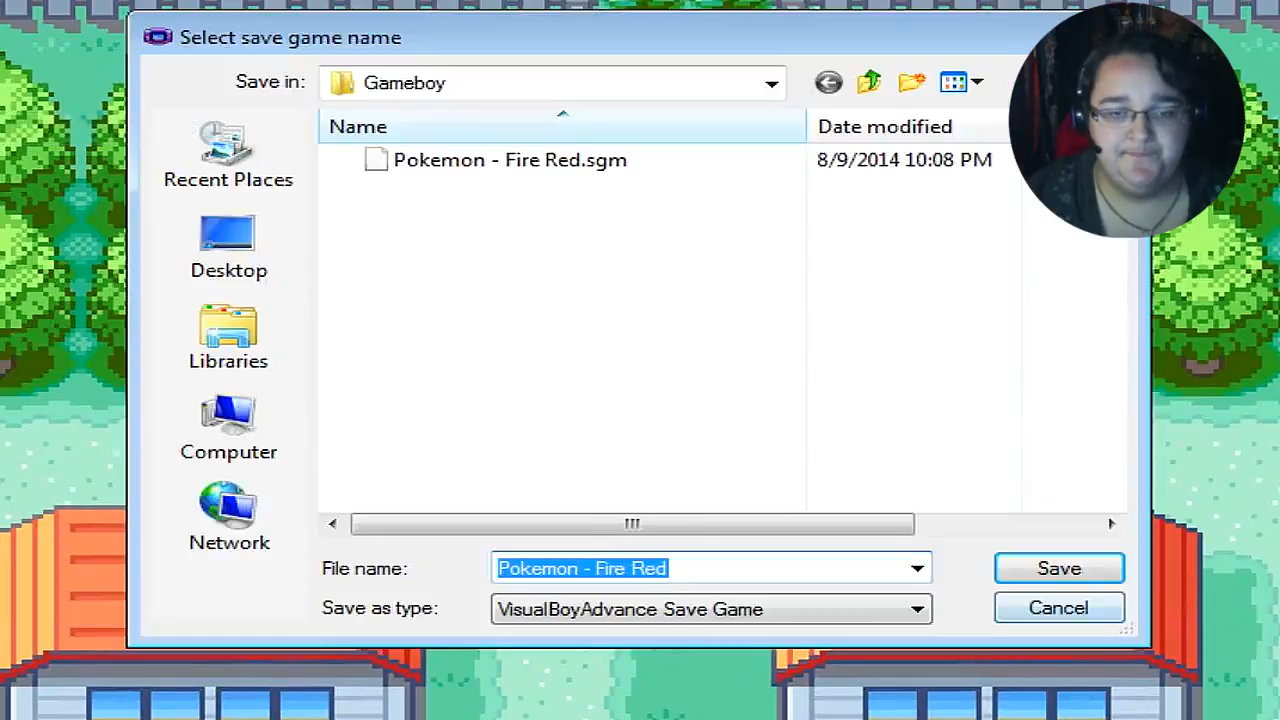 Select save game name
Save in:
Gameboy
Name
Date modified
Pokemon - Fire Red.sgm
8/9/2014 10:08 PM
Recent Places
Desktop
Libraries
Computer
Network
File name:
Pokemon - Fire Red
Save
Save as type:
VisualBoyAdvance Save Game
Cancel